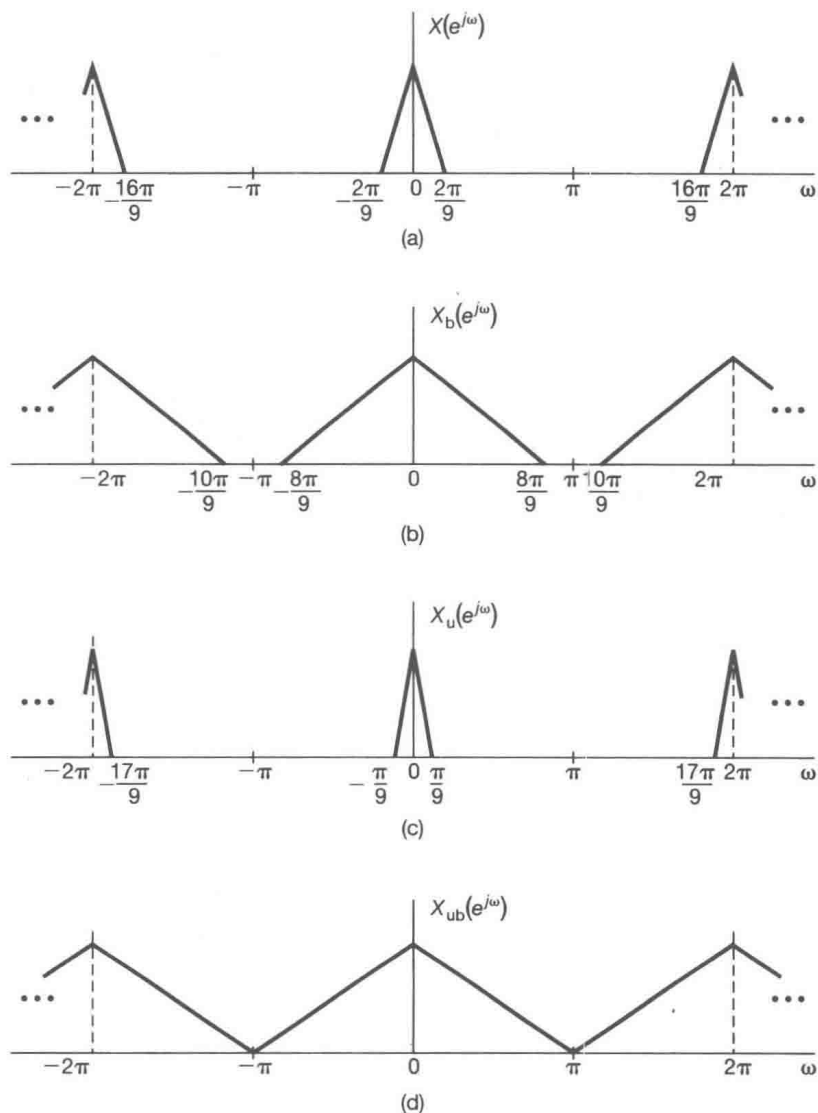 X(e^{jω})
••• •••
−2π −16π/9 −π −2π/9 0 2π/9 π 16π/9 2π ω
(a)
X_b(e^{jω})
••• •••
−2π −10π/9 −π −8π/9 0 8π/9 π 10π/9 2π ω
(b)
X_u(e^{jω})
••• •••
−2π −17π/9 −π −π/9 0 π/9 π 17π/9 2π ω
(c)
X_{ub}(e^{jω})
••• •••
−2π −π 0 π 2π ω
(d)